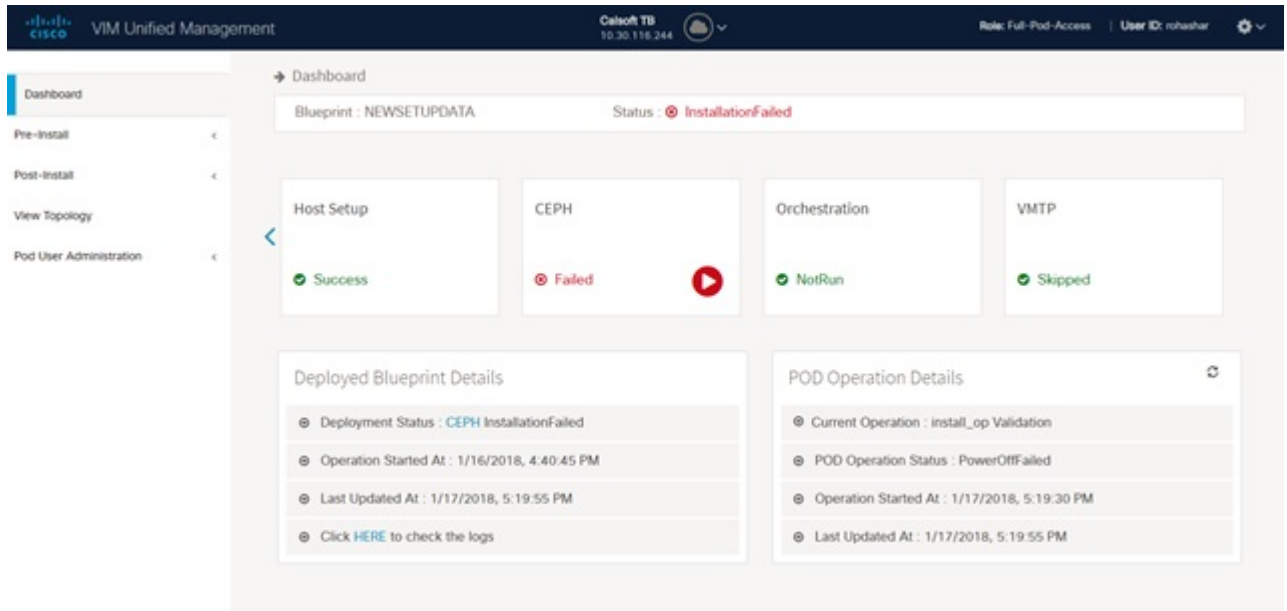 CISCO
VIM Unified Management
Calsoft TB
10.30.116.244
Role: Full-Pod-Access | User ID: rohashar
Dashboard
Pre-Install
Post-Install
View Topology
Pod User Administration
Dashboard
Blueprint : NEWSETUPDATA
Status : InstallationFailed
Host Setup
Success
CEPH
Failed
Orchestration
NotRun
VMTP
Skipped
Deployed Blueprint Details
Deployment Status : CEPH InstallationFailed
Operation Started At : 1/16/2018, 4:40:45 PM
Last Updated At : 1/17/2018, 5:19:55 PM
Click HERE to check the logs
POD Operation Details
Current Operation : install_op Validation
POD Operation Status : PowerOffFailed
Operation Started At : 1/17/2018, 5:19:30 PM
Last Updated At : 1/17/2018, 5:19:55 PM